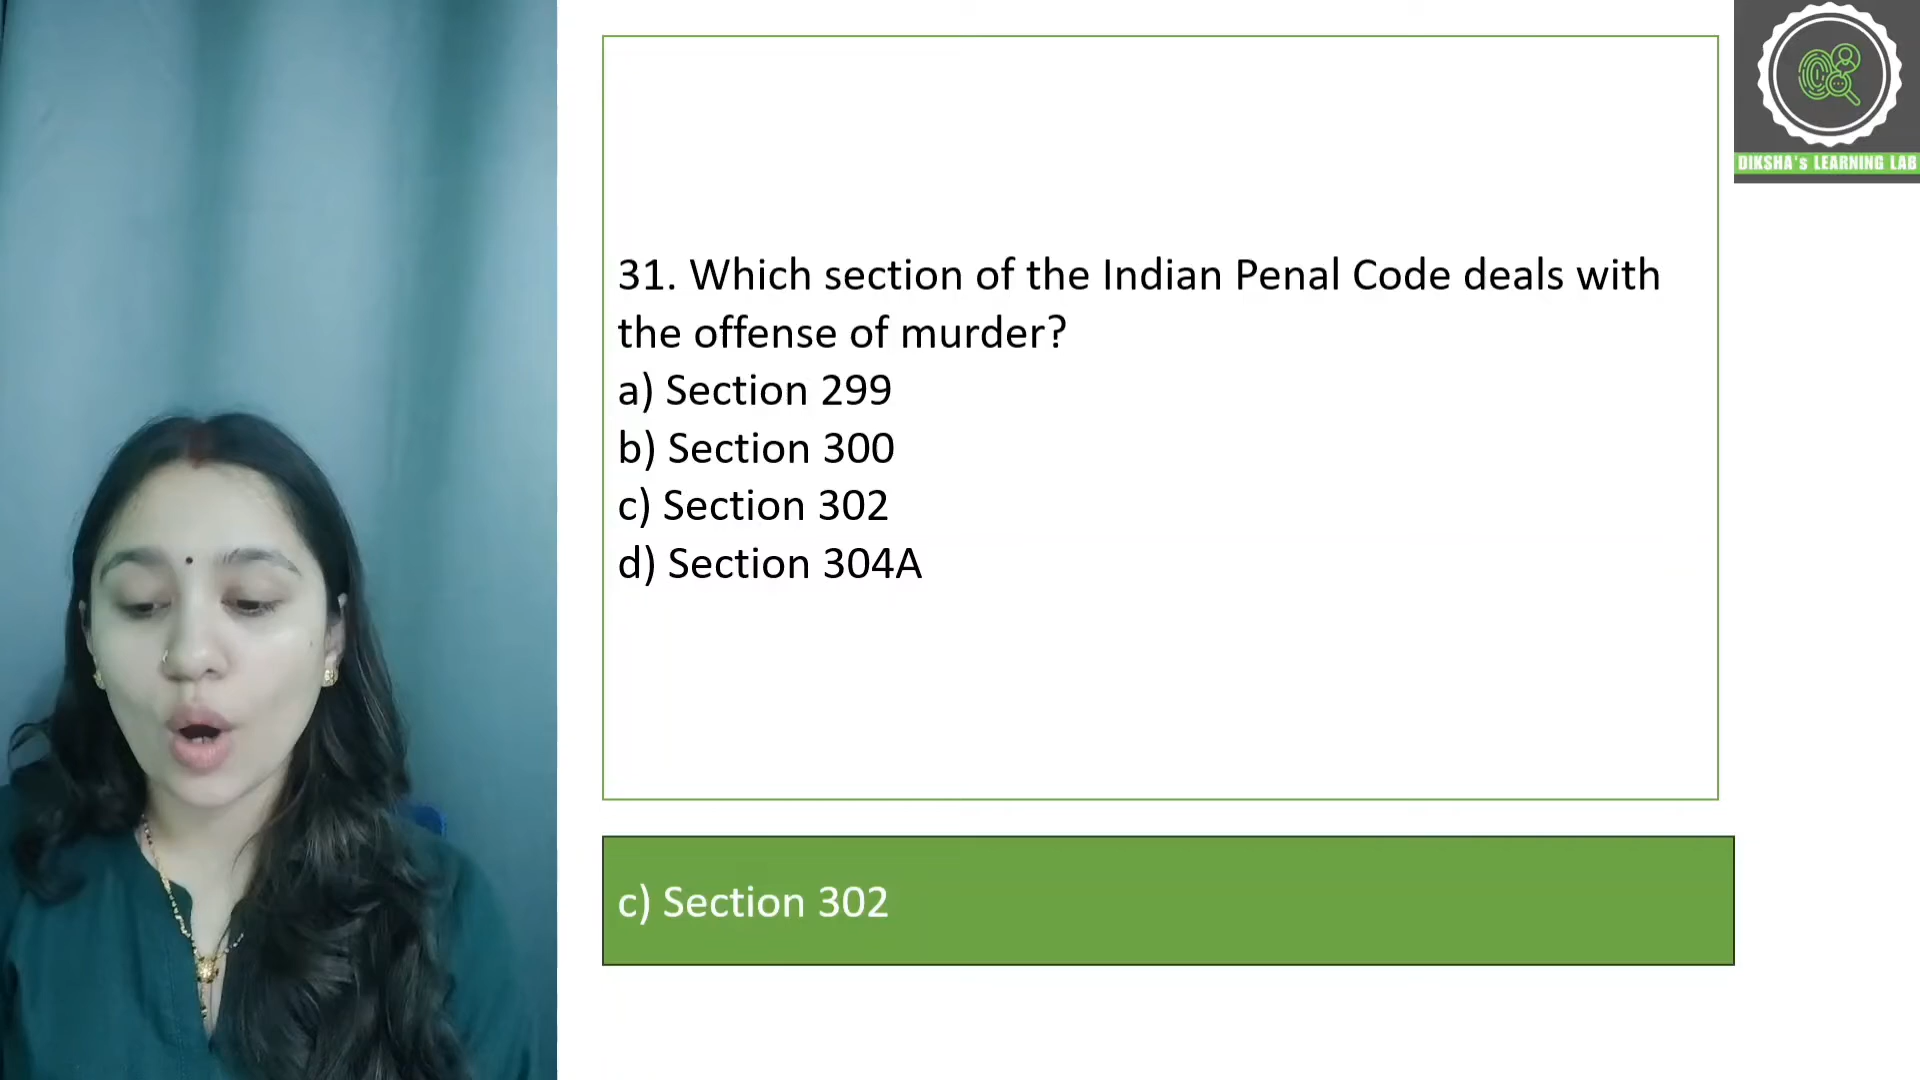 31. Which section of the Indian Penal Code deals with
the offense of murder?
a) Section 299
b) Section 300
c) Section 302
d) Section 304A
c) Section 302
DIKSHA's LEARNING LAB